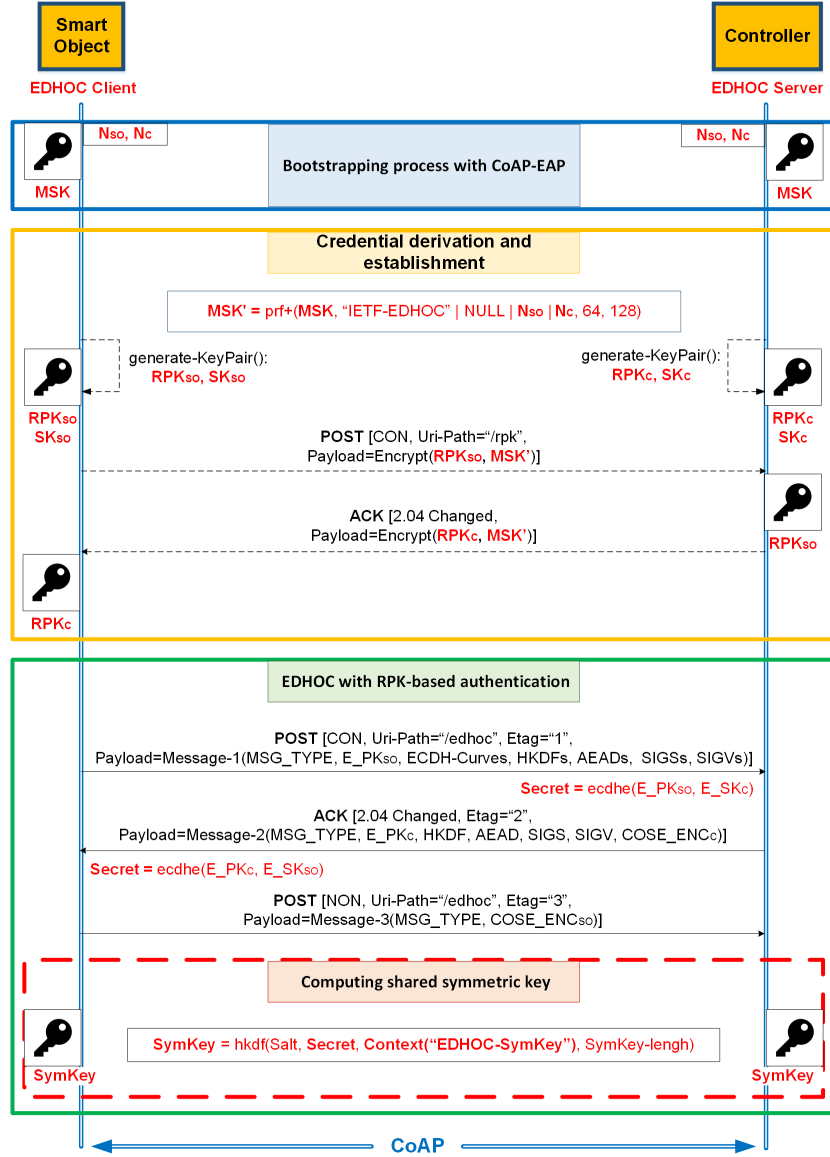 Smart
Object
Controller
EDHOC Client
EDHOC Server
Nso, Nc
Nso, Nc
Bootstrapping process with CoAP-EAP
MSK
MSK
Credential derivation and
establishment
MSK' = prf+(MSK, “IETF-EDHOC” | NULL | Nso | Nc, 64, 128)
generate-KeyPair():
RPKso, SKso
generate-KeyPair():
RPKc, SKc
RPKso
SKso
RPKc
SKc
POST [CON, Uri-Path=“/rpk”,
Payload=Encrypt(RPKso, MSK’)]
ACK [2.04 Changed,
Payload=Encrypt(RPKc, MSK’)]
RPKso
RPKc
EDHOC with RPK-based authentication
POST [CON, Uri-Path=“/edhoc”, Etag=“1”,
Payload=Message-1(MSG_TYPE, E_PKso, ECDH-Curves, HKDFs, AEADs, SIGSs, SIGVs)]
Secret = ecdhe(E_PKso, E_SKc)
ACK [2.04 Changed, Etag=“2”,
Payload=Message-2(MSG_TYPE, E_PKc, HKDF, AEAD, SIGS, SIGV, COSE_ENCc)]
Secret = ecdhe(E_PKc, E_SKso)
POST [NON, Uri-Path=“/edhoc”, Etag=“3”,
Payload=Message-3(MSG_TYPE, COSE_ENCso)]
Computing shared symmetric key
SymKey = hkdf(Salt, Secret, Context(“EDHOC-SymKey”), SymKey-lengh)
SymKey
SymKey
CoAP